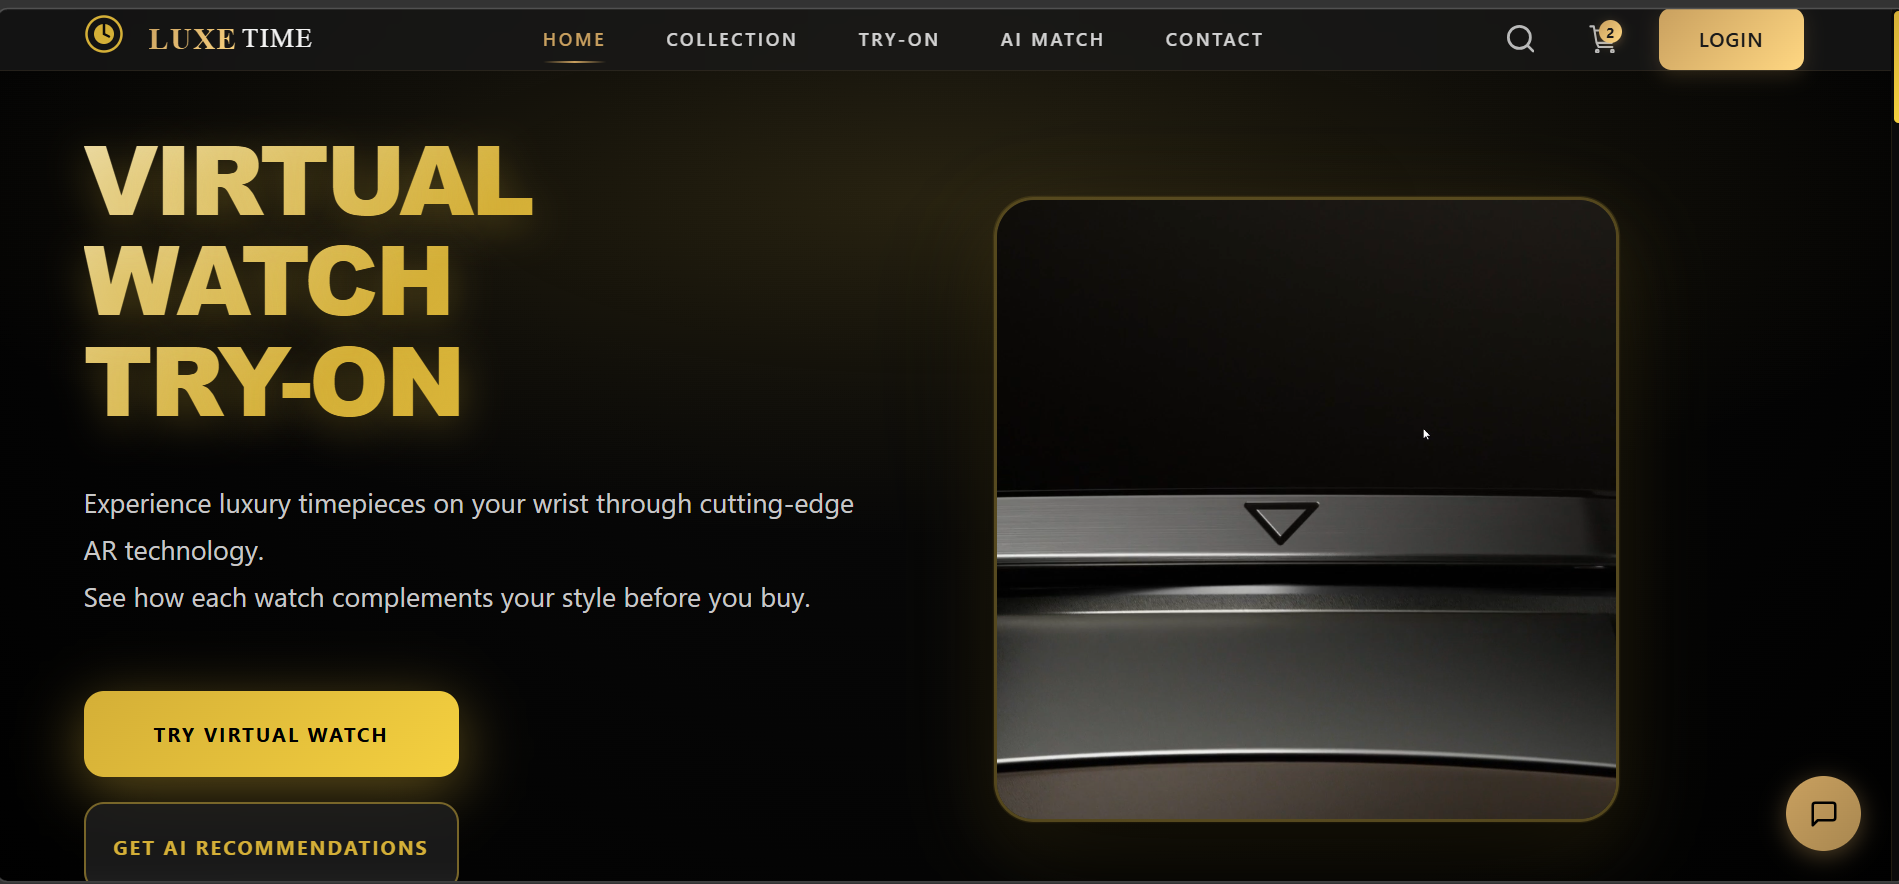 LUXE TIME
HOME
COLLECTION
TRY-ON
AI MATCH
CONTACT
2
LOGIN
VIRTUAL
WATCH
TRY-ON
Experience luxury timepieces on your wrist through cutting-edge
AR technology.
See how each watch complements your style before you buy.
TRY VIRTUAL WATCH
GET AI RECOMMENDATIONS